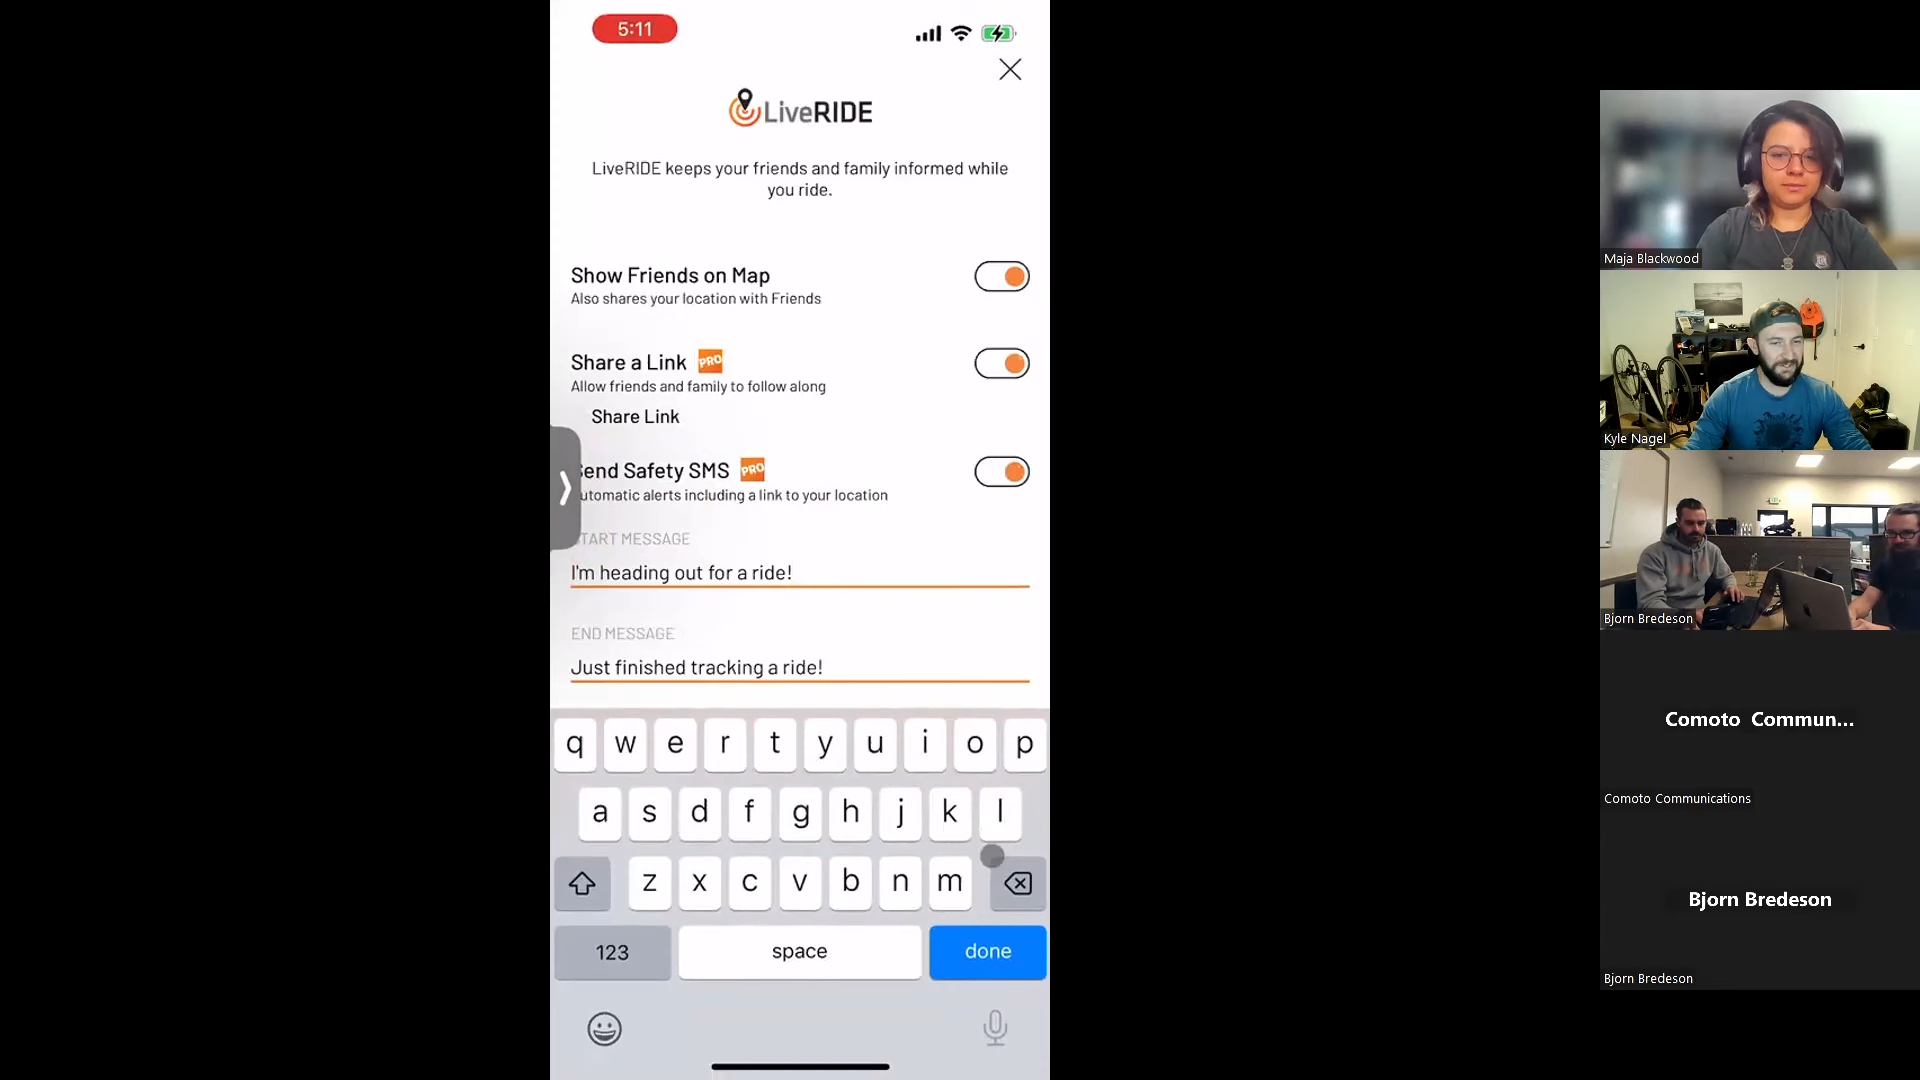 5:11
LiveRIDE
LiveRIDE keeps your friends and family informed while
you ride.
Show Friends on Map
Also shares your location with Friends
Share a Link PRO
Allow friends and family to follow along
Share Link
end Safety SMS PRO
utomatic alerts including a link to your location
TART MESSAGE
I'm heading out for a ride!
END MESSAGE
Just finished tracking a ride!
q w e r t y u i o p
a s d f g h j k l
z x c v b n m
123 space done
Maja Blackwood
Kyle Nagel
Bjorn Bredeson
Comoto Commun...
Comoto Communications
Bjorn Bredeson
Bjorn Bredeson